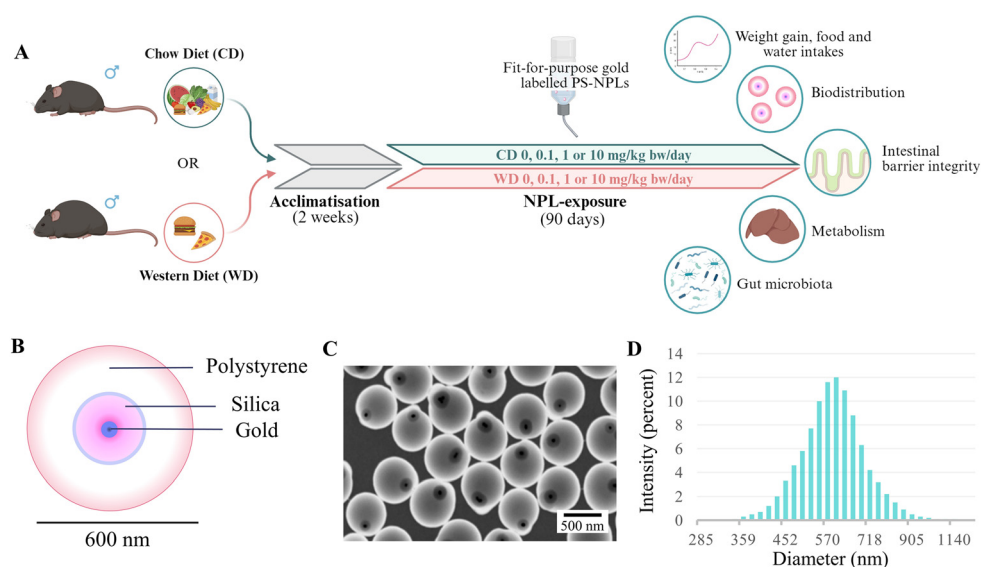 A
Chow Diet (CD)
OR
Western Diet (WD)
Acclimatisation
(2 weeks)
Fit-for-purpose gold
labelled PS-NPLs
CD 0, 0.1, 1 or 10 mg/kg bw/day
WD 0, 0.1, 1 or 10 mg/kg bw/day
NPL-exposure
(90 days)
Weight gain, food and
water intakes
Biodistribution
Intestinal
barrier integrity
Metabolism
Gut microbiota
B
Polystyrene
Silica
Gold
600 nm
C
500 nm
D
Intensity (percent)
14
12
10
8
6
4
2
0
285 359 452 570 718 905 1140
Diameter (nm)